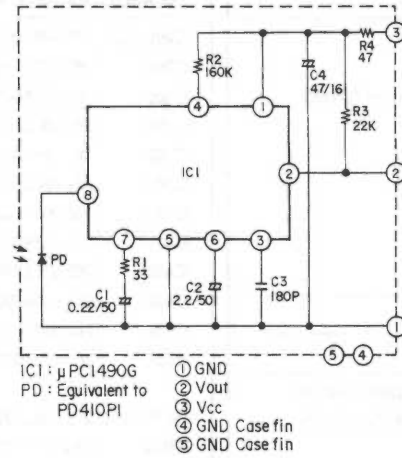 R2
160K
C4
47/16
R4
47
③
R3
22K
④
①
IC1
②
②
⑧
⑦
⑤
⑥
③
PD
R1
33
C1
0.22/50
C2
2.2/50
C3
180P
①
⑤
④
IC1 : μPC1490G
PD : Eguivalent to
PD410PI
① GND
② Vout
③ Vcc
④ GND Case fin
⑤ GND Case fin